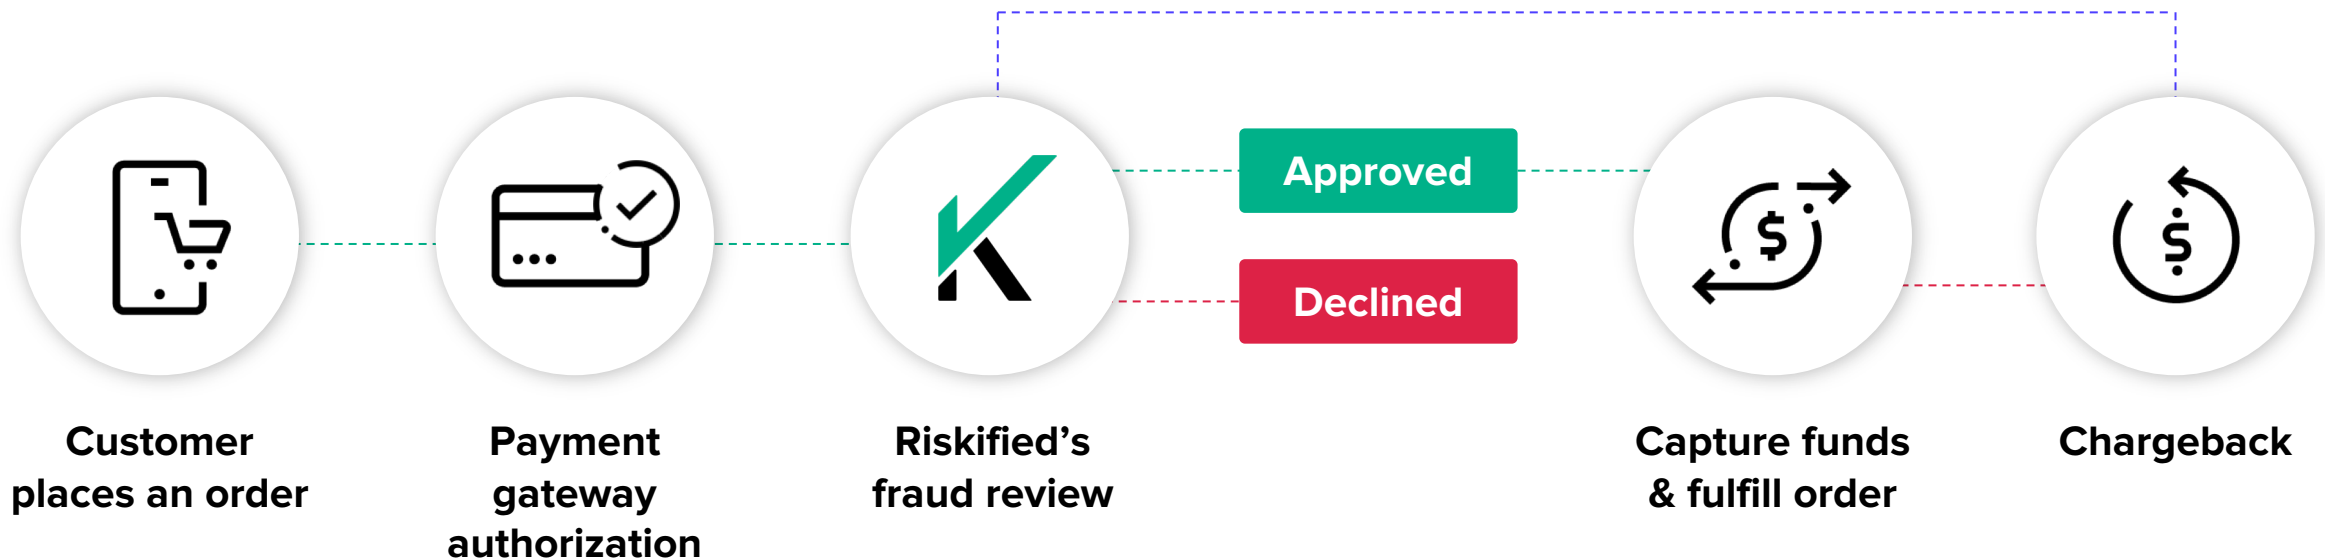 Approved
Declined
Customer
places an order
Payment
gateway
authorization
Riskified’s
fraud review
Capture funds
& fulfill order
Chargeback